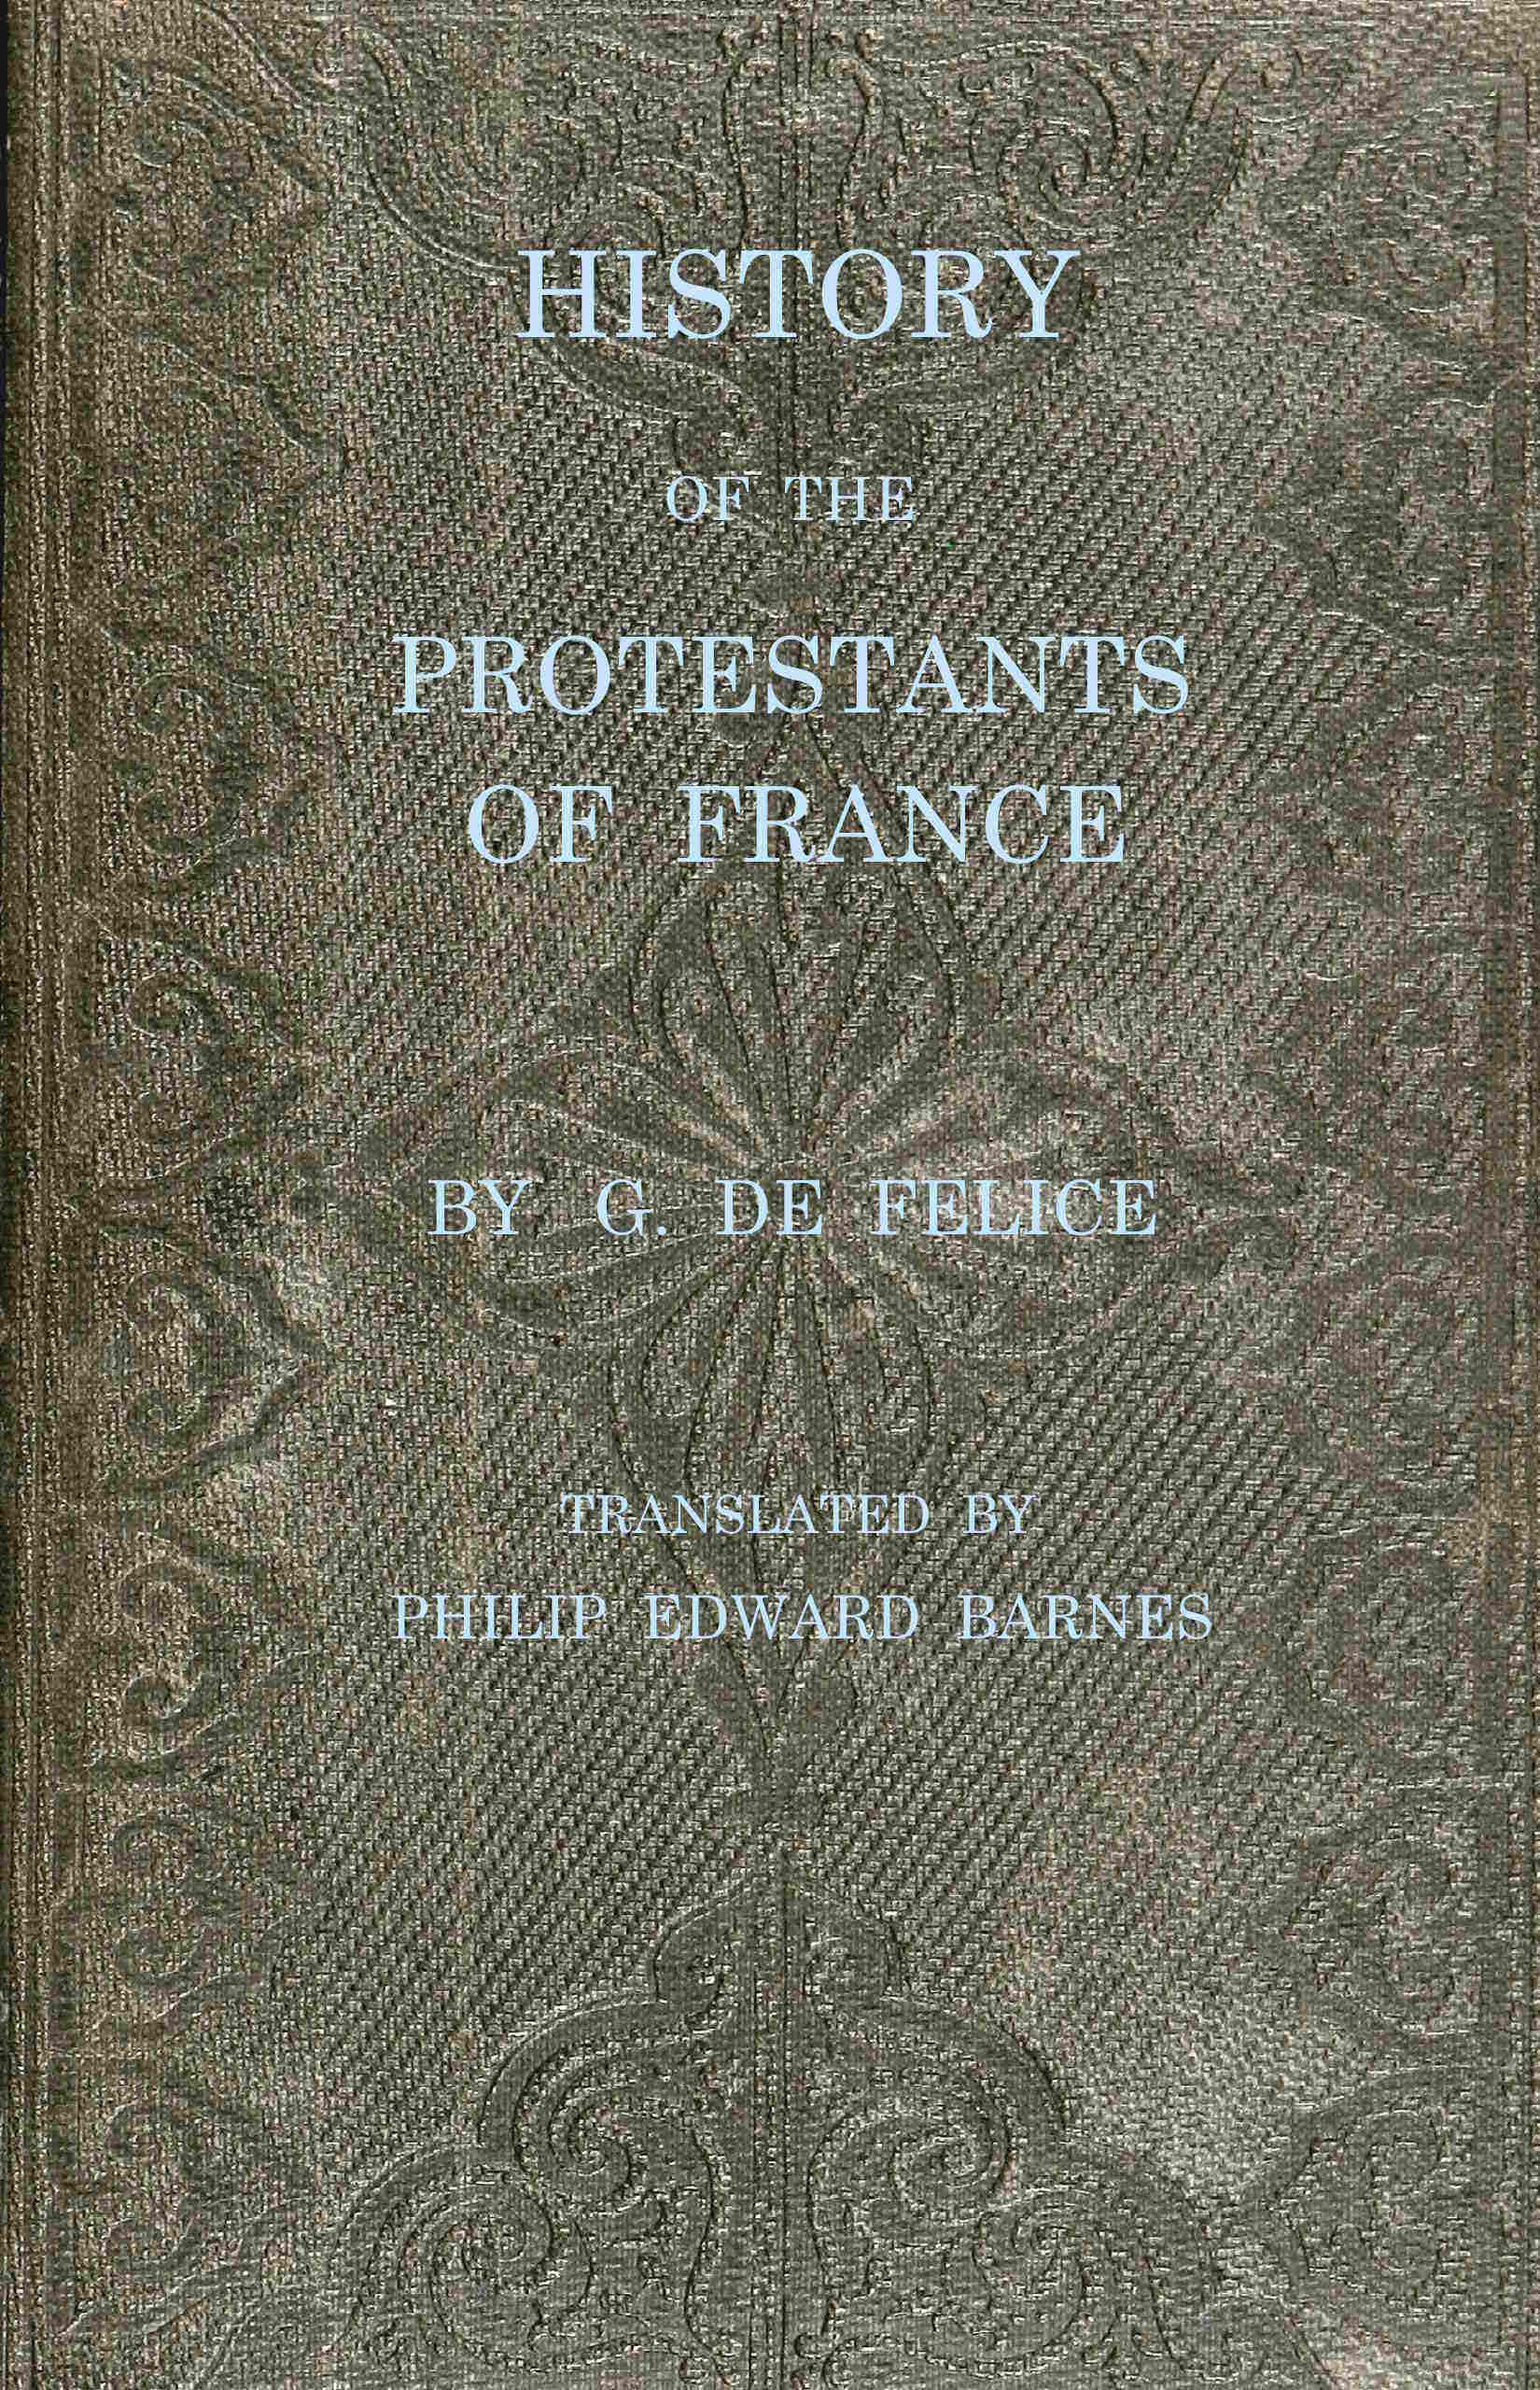 HISTORY
OF THE
PROTESTANTS
OF FRANCE
BY G. DE FELICE
TRANSLATED BY
PHILIP EDWARD BARNES